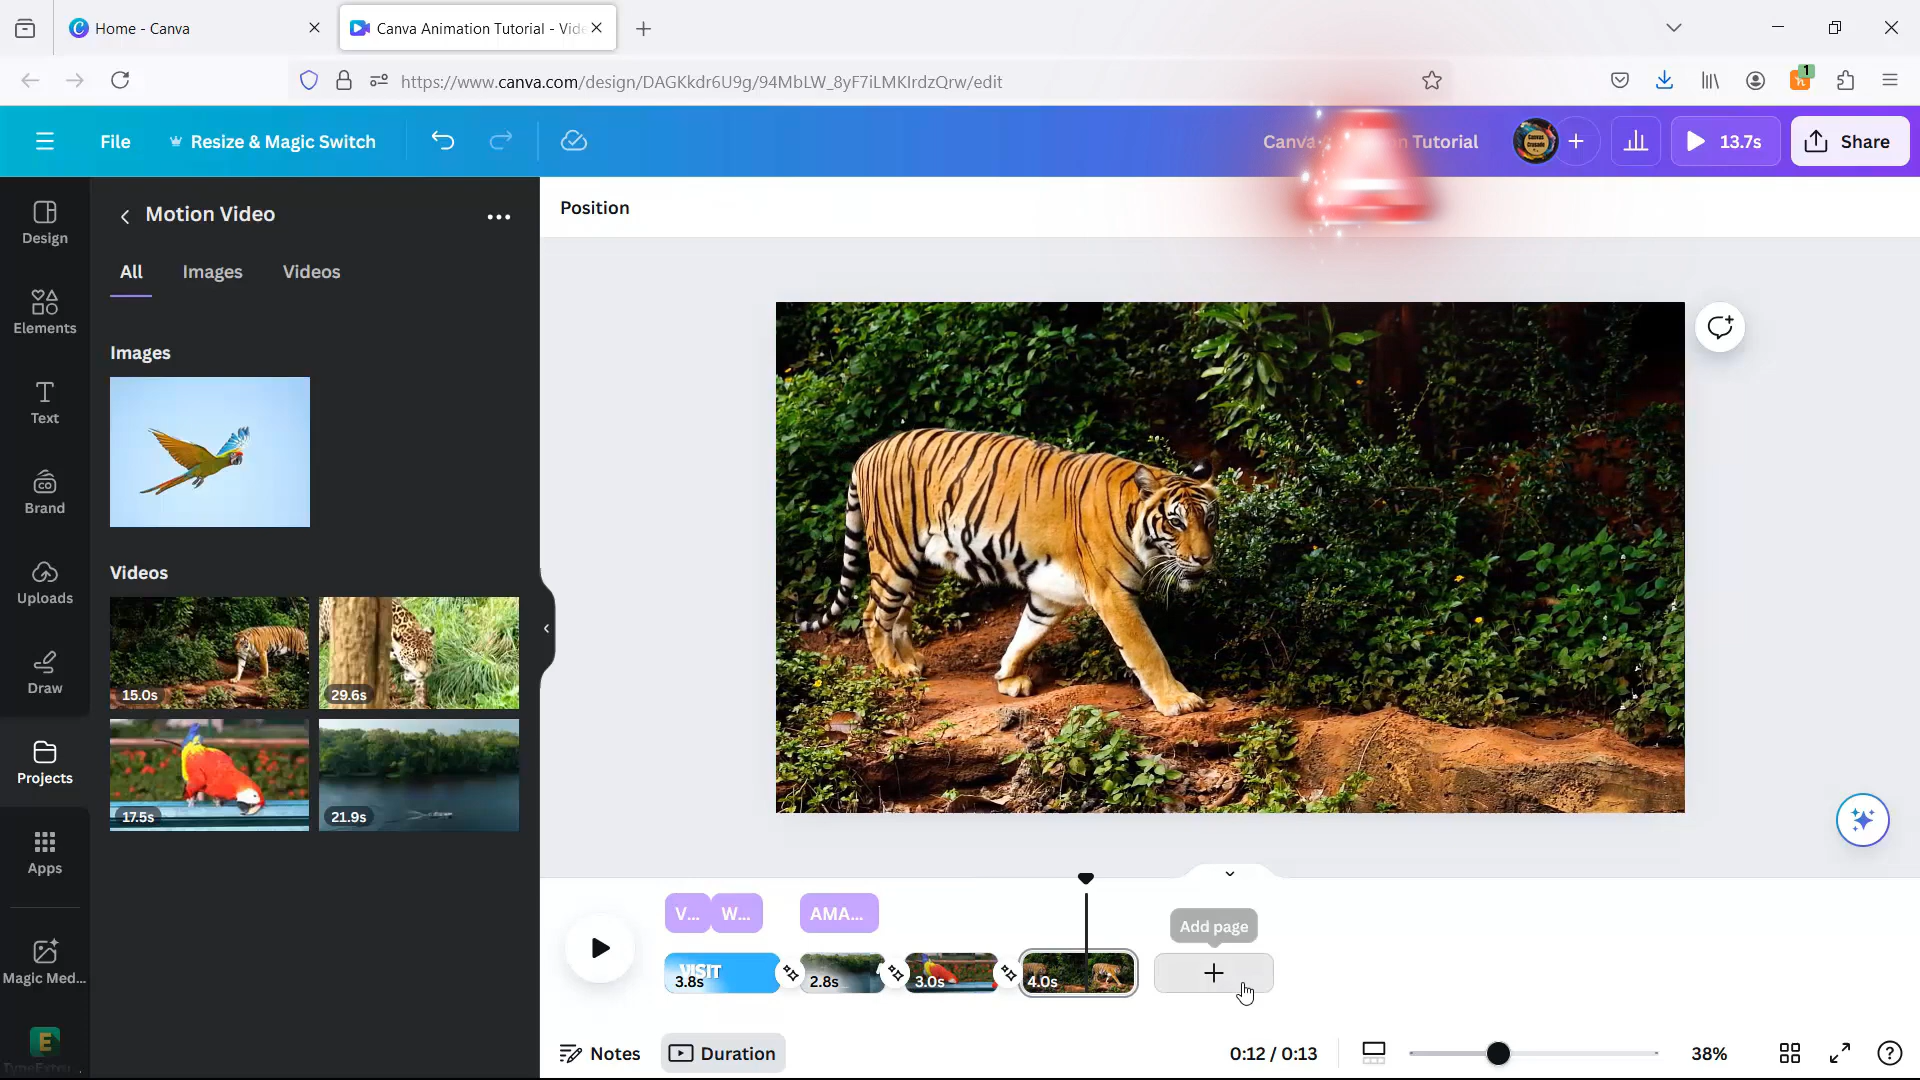 Home - Canva
Canva Animation Tutorial - Vide
https://www.canva.com/design/DAGKkdr6U9g/94MbLW_8yF7iLMKIrdzQrw/edit
1
File
Resize & Magic Switch
Canva
n Tutorial
13.7s
Share
Design
Elements
Text
Brand
Uploads
Draw
Projects
Apps
Magic Med...
Motion Video
All
Images
Videos
Images
Videos
15.0s
29.6s
17.5s
21.9s
Position
V...
W...
AMA...
Add page
VISIT
3.8s
2.8s
3.0s
4.0s
Notes
Duration
0:12 / 0:13
38%